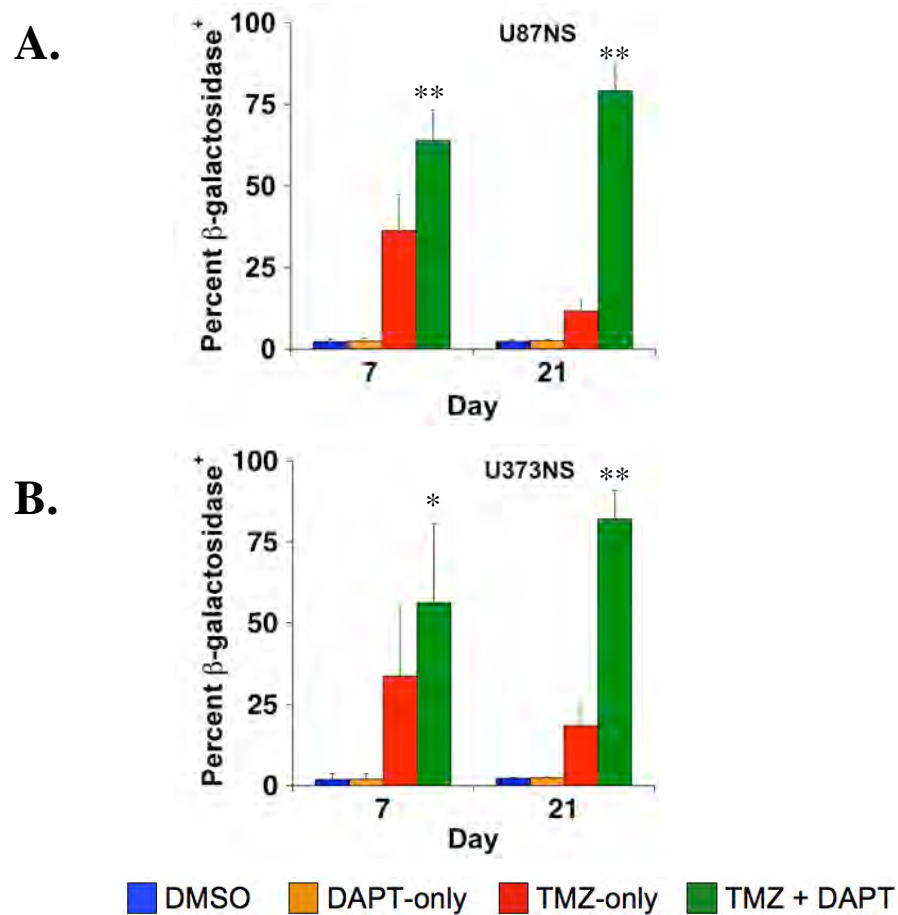 A.
U87NS
Percent β-galactosidase⁺
100
75
50
25
0
**
**
7
21
Day
B.
U373NS
Percent β-galactosidase⁺
100
75
50
25
0
*
**
7
21
Day
DMSO DAPT-only TMZ-only TMZ + DAPT